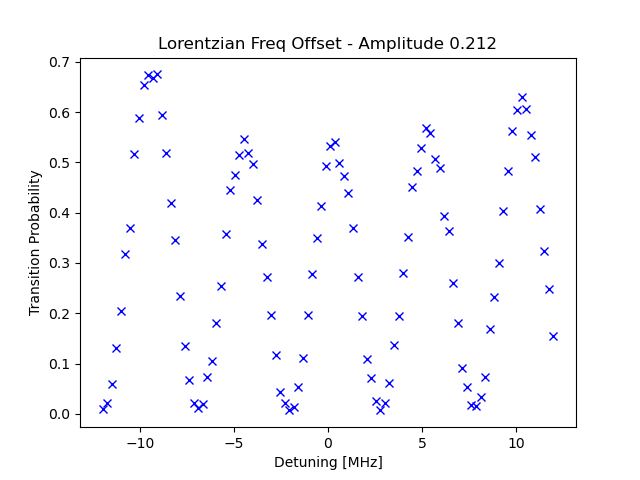 Lorentzian Freq Offset - Amplitude 0.212
Transition Probability
0.7
0.6
0.5
0.4
0.3
0.2
0.1
0.0
−10 −5 0 5 10
Detuning [MHz]